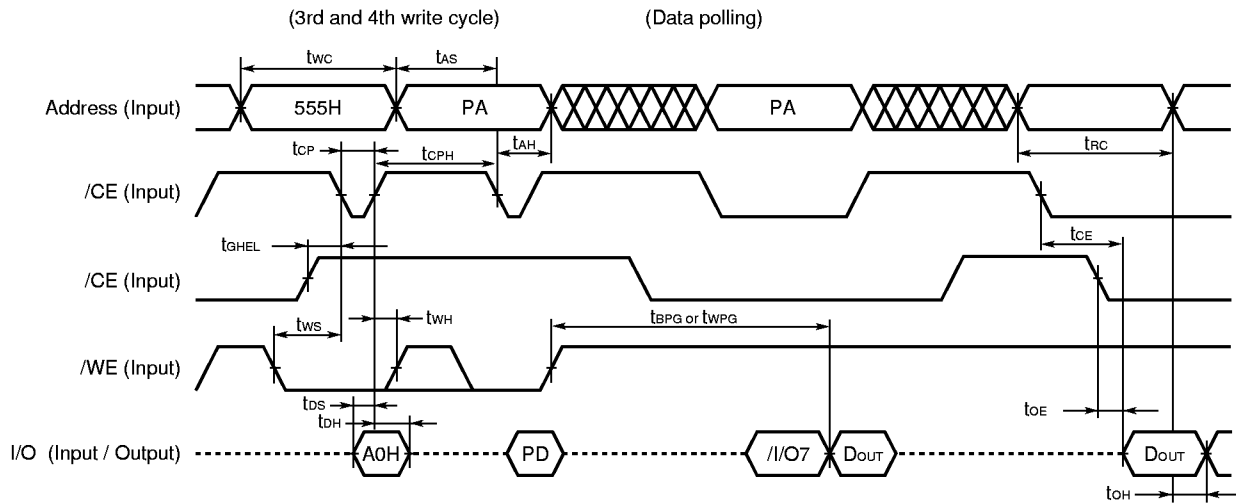 (3rd and 4th write cycle) (Data polling)
tWC tAS
Address (Input) 555H PA PA
tCP tCPH tAH tRC
/CE (Input)
tGHEL tCE
/CE (Input)
tWS tWH tBPG or tWPG
/WE (Input)
tDS tOE
tDH
I/O (Input / Output) A0H PD /I/O7 DOUT DOUT
tOH